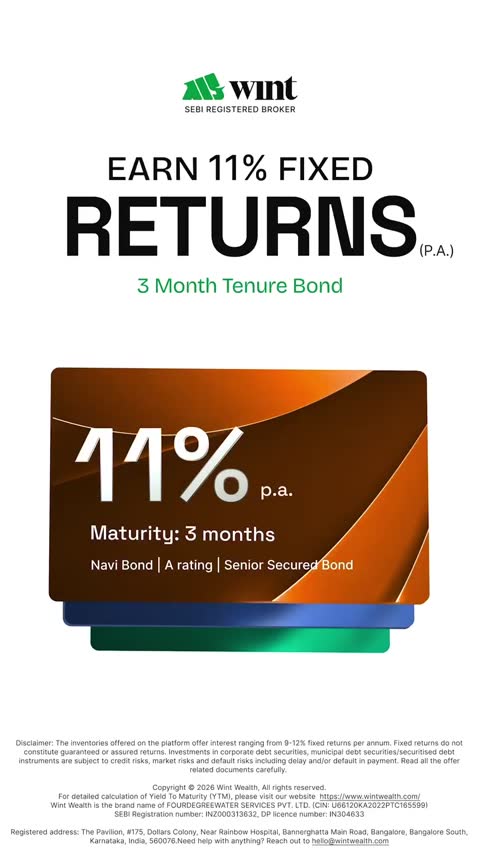 wint
SEBI REGISTERED BROKER
EARN 11% FIXED
RETURNS (P.A.)
3 Month Tenure Bond
11% p.a.
Maturity: 3 months
Navi Bond | A rating | Senior Secured Bond
Disclaimer: The inventories offered on the platform offer interest ranging from 9-12% fixed returns per annum. Fixed returns do not
constitute guaranteed or assured returns. Investments in corporate debt securities, municipal debt securities/securitised debt
instruments are subject to credit risks, market risks and default risks including delay and/or default in payment. Read all the offer
related documents carefully.
Copyright © 2026 Wint Wealth, All rights reserved.
For detailed calculation of Yield To Maturity (YTM), please visit our website https://www.wintwealth.com/
Wint Wealth is the brand name of FOURDEGREEWATER SERVICES PVT. LTD. (CIN: U66120KA2022PTC165599)
SEBI Registration number: INZ000313632, DP licence number: IN304633
Registered address: The Pavilion, #175, Dollars Colony, Near Rainbow Hospital, Bannerghatta Main Road, Bangalore, Bangalore South,
Karnataka, India, 560076.Need help with anything? Reach out to hello@wintwealth.com